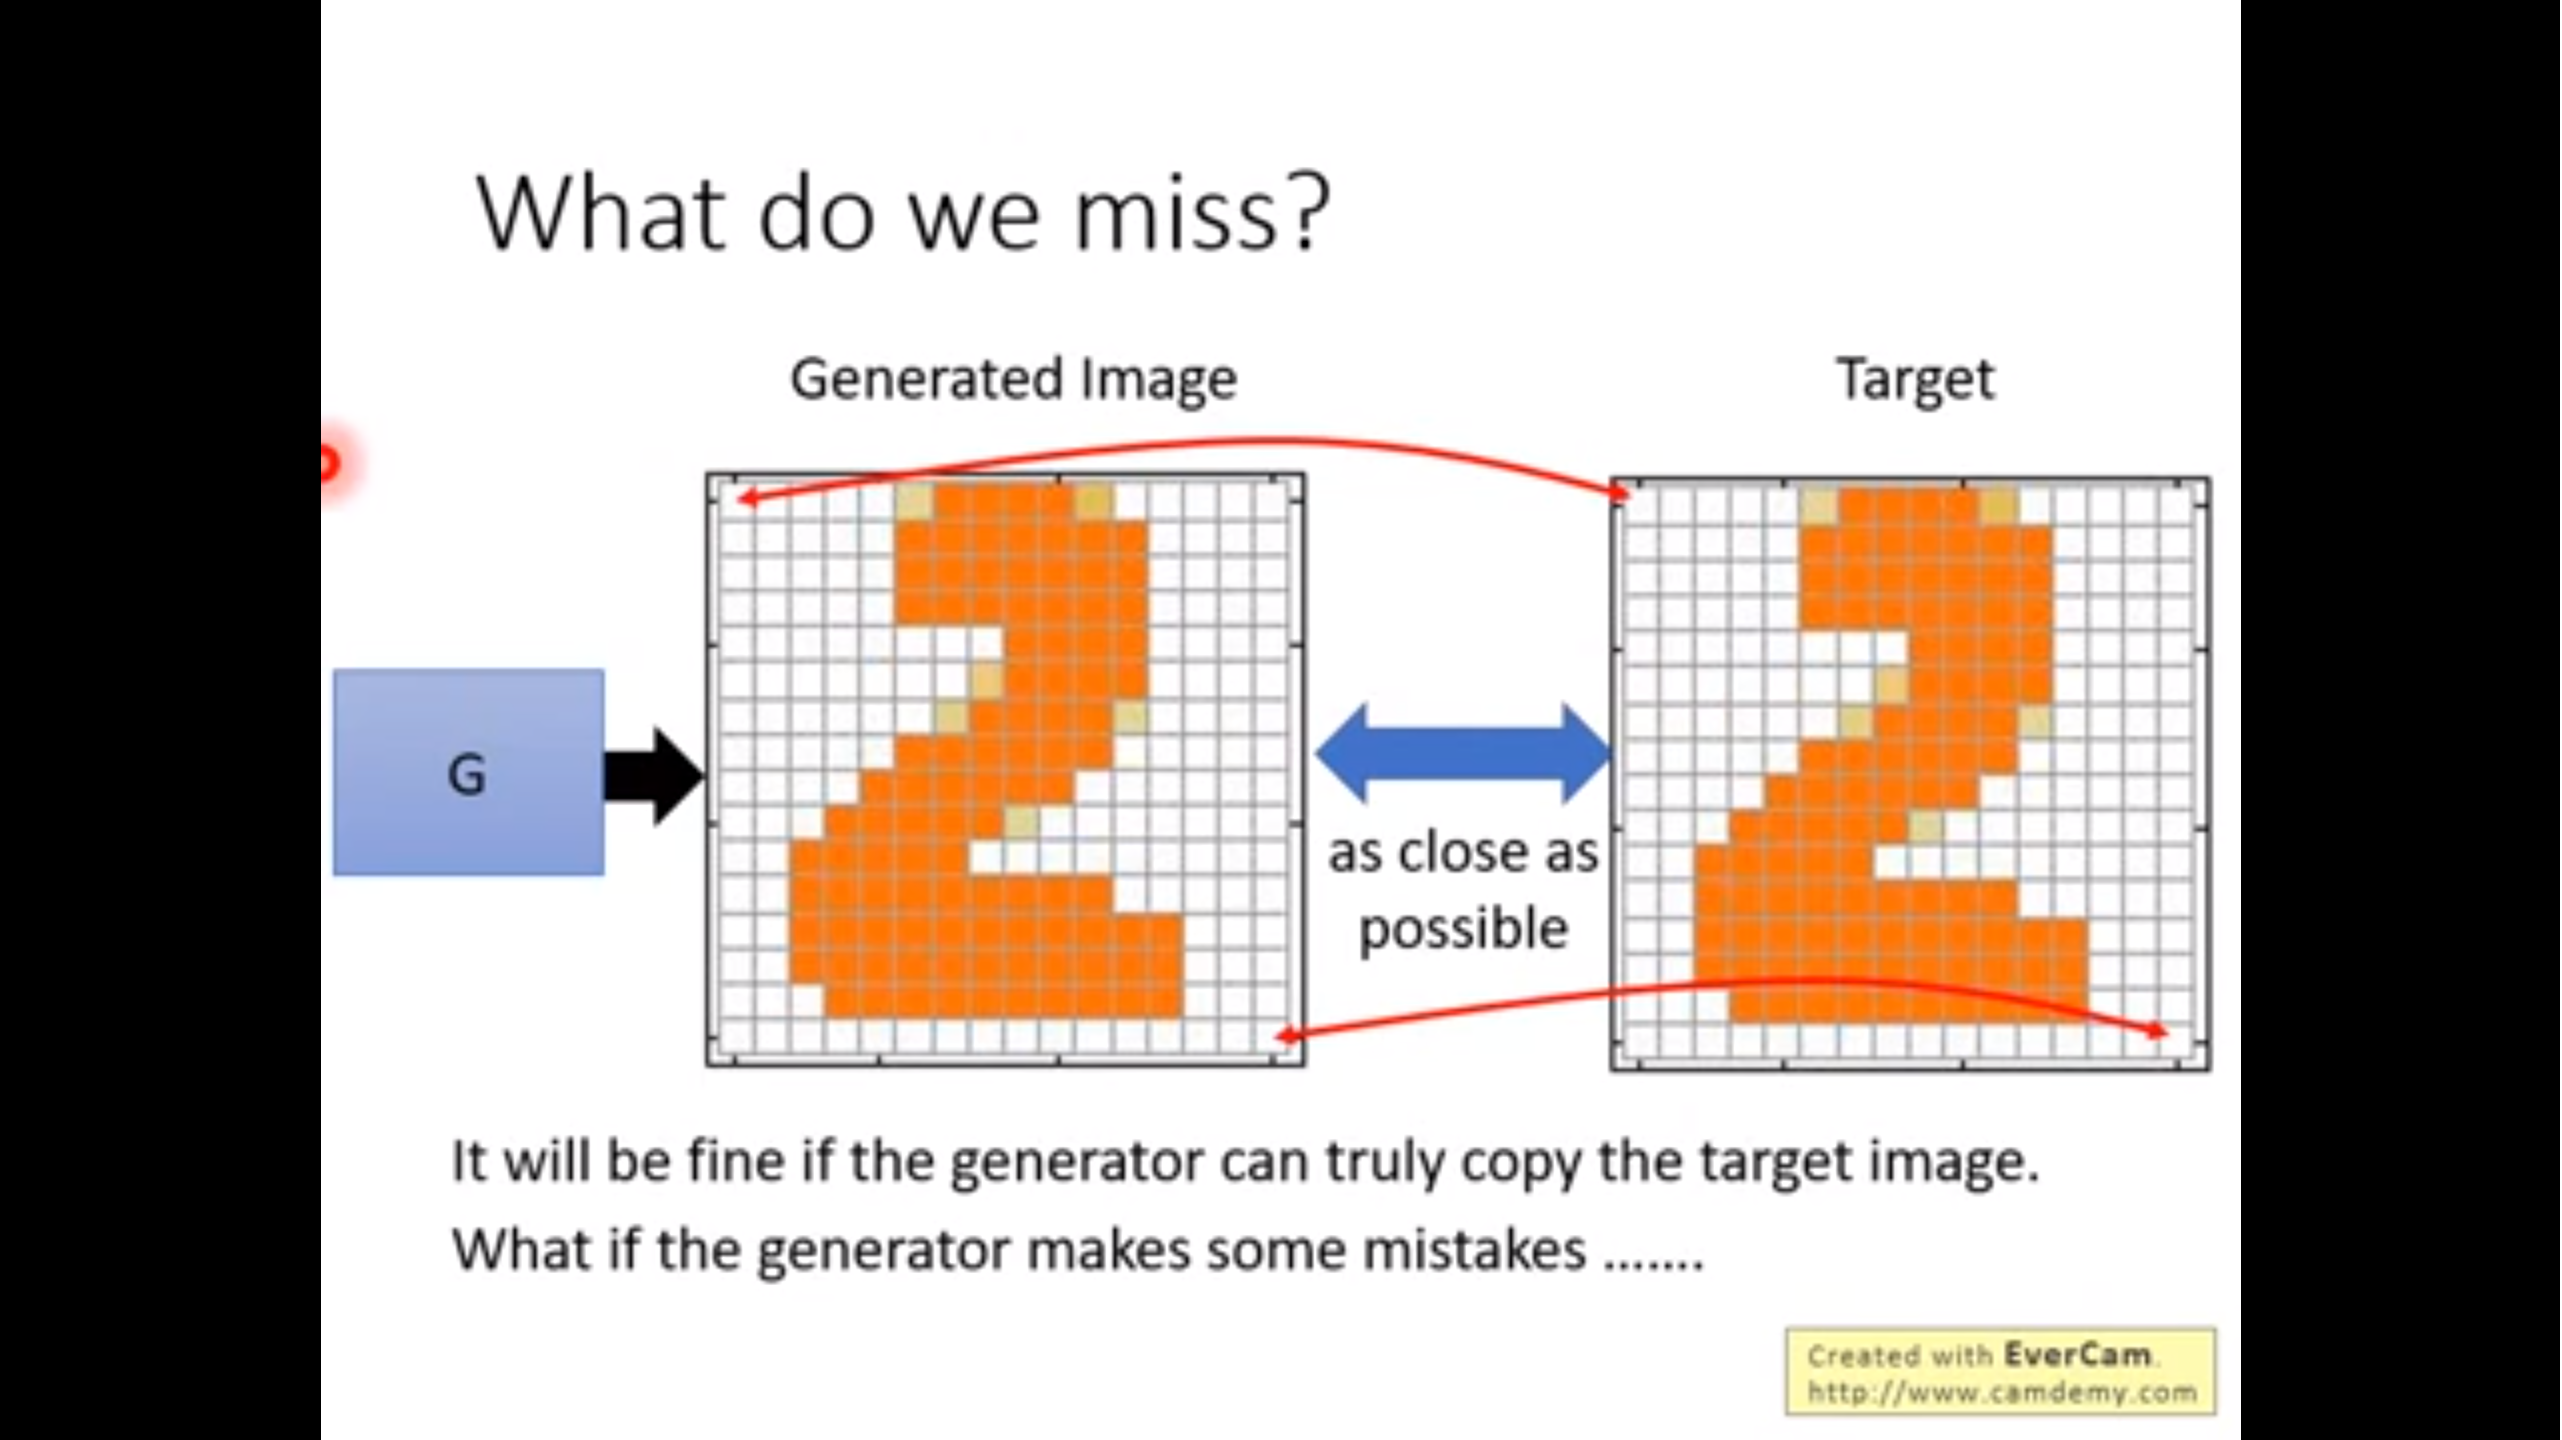 What do we miss?
Generated Image
Target
G
as close as
possible
It will be fine if the generator can truly copy the target image.
What if the generator makes some mistakes .......
Created with EverCam.
http://www.camdemy.com